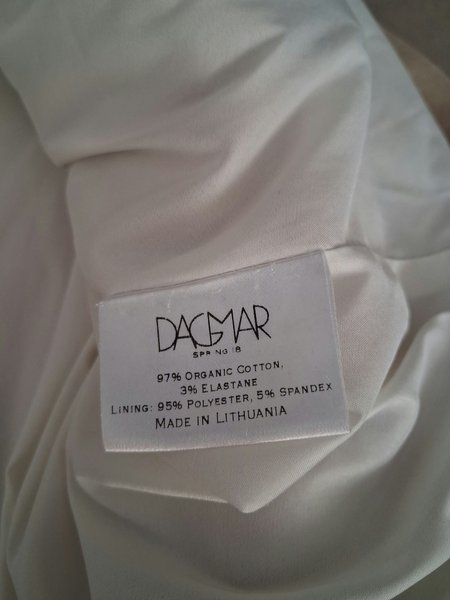 DAGMAR
SPRING 18
97% ORGANIC COTTON,
3% ELASTANE
LINING: 95% POLYESTER, 5% SPANDEX
MADE IN LITHUANIA